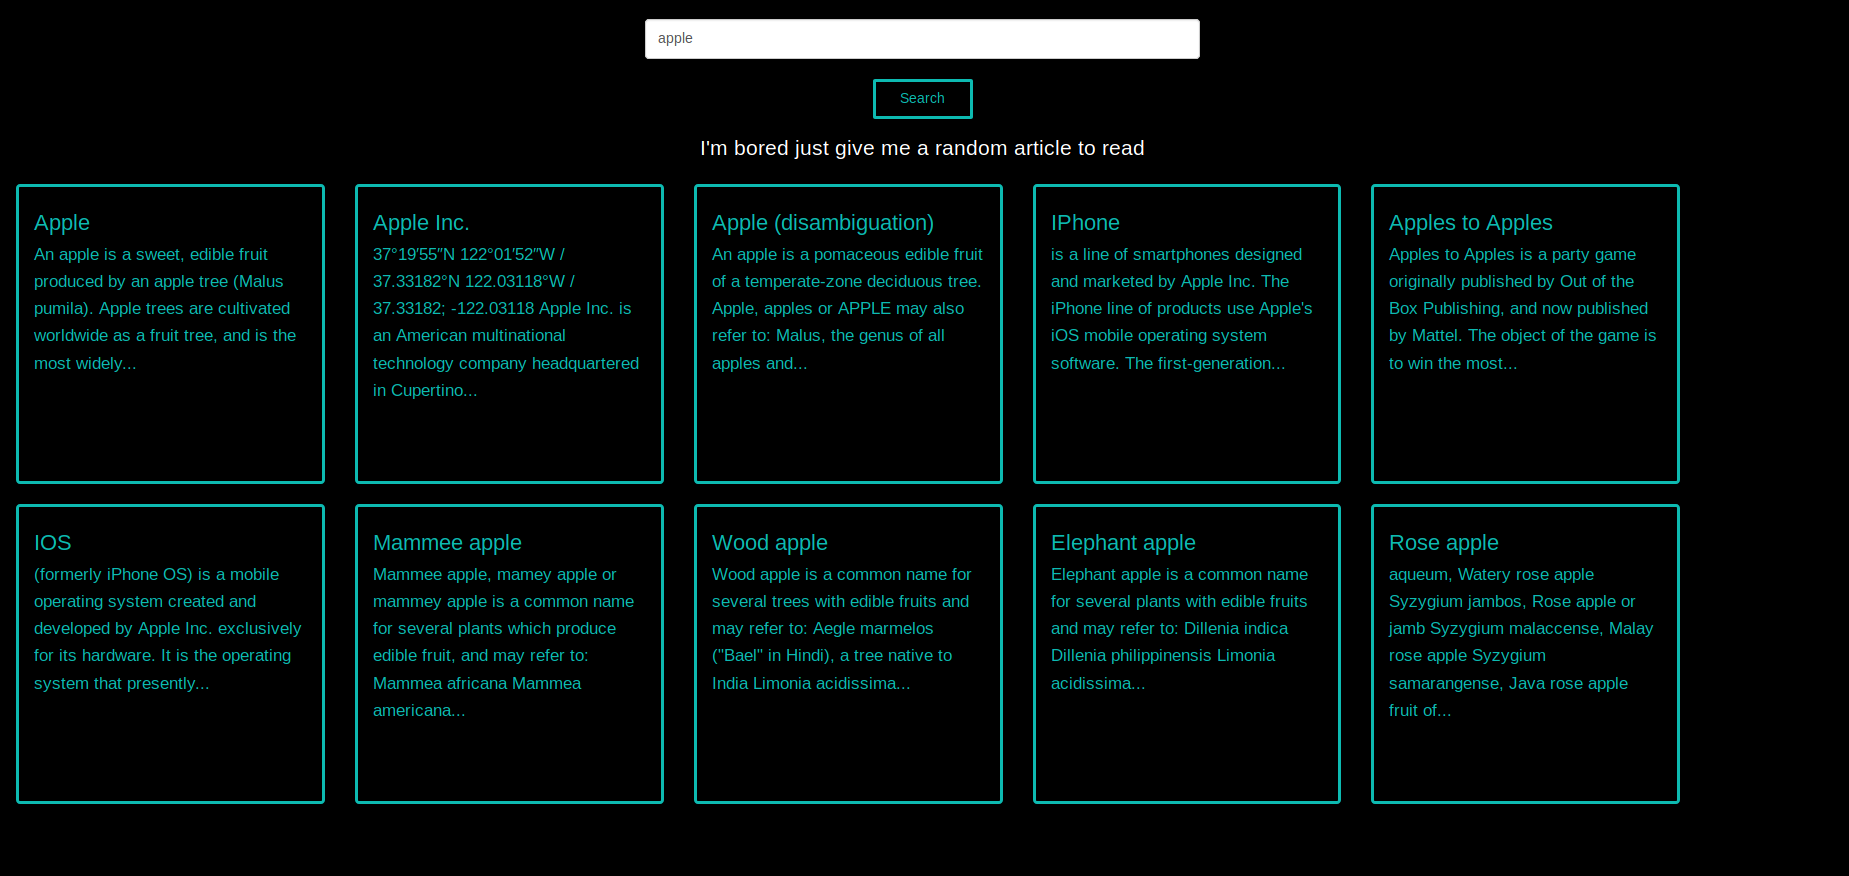 apple
Search
I'm bored just give me a random article to read
Apple
An apple is a sweet, edible fruit
produced by an apple tree (Malus
pumila). Apple trees are cultivated
worldwide as a fruit tree, and is the
most widely...
Apple Inc.
37°19′55″N 122°01′52″W /
37.33182°N 122.03118°W /
37.33182; -122.03118 Apple Inc. is
an American multinational
technology company headquartered
in Cupertino...
Apple (disambiguation)
An apple is a pomaceous edible fruit
of a temperate-zone deciduous tree.
Apple, apples or APPLE may also
refer to: Malus, the genus of all
apples and...
IPhone
is a line of smartphones designed
and marketed by Apple Inc. The
iPhone line of products use Apple's
iOS mobile operating system
software. The first-generation...
Apples to Apples
Apples to Apples is a party game
originally published by Out of the
Box Publishing, and now published
by Mattel. The object of the game is
to win the most...
IOS
(formerly iPhone OS) is a mobile
operating system created and
developed by Apple Inc. exclusively
for its hardware. It is the operating
system that presently...
Mammee apple
Mammee apple, mamey apple or
mammey apple is a common name
for several plants which produce
edible fruit, and may refer to:
Mammea africana Mammea
americana...
Wood apple
Wood apple is a common name for
several trees with edible fruits and
may refer to: Aegle marmelos
("Bael" in Hindi), a tree native to
India Limonia acidissima...
Elephant apple
Elephant apple is a common name
for several plants with edible fruits
and may refer to: Dillenia indica
Dillenia philippinensis Limonia
acidissima...
Rose apple
aqueum, Watery rose apple
Syzygium jambos, Rose apple or
jamb Syzygium malaccense, Malay
rose apple Syzygium
samarangense, Java rose apple
fruit of...